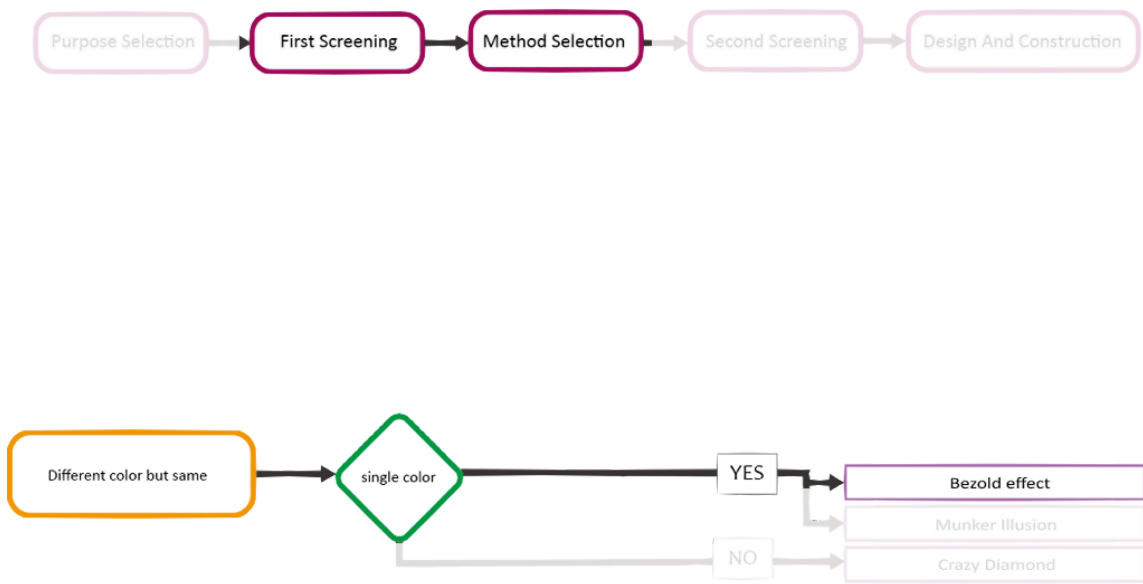 Purpose Selection
First Screening
Method Selection
Second Screening
Design And Construction
Different color but same
single color
YES
Bezold effect
Munker Illusion
NO
Crazy Diamond